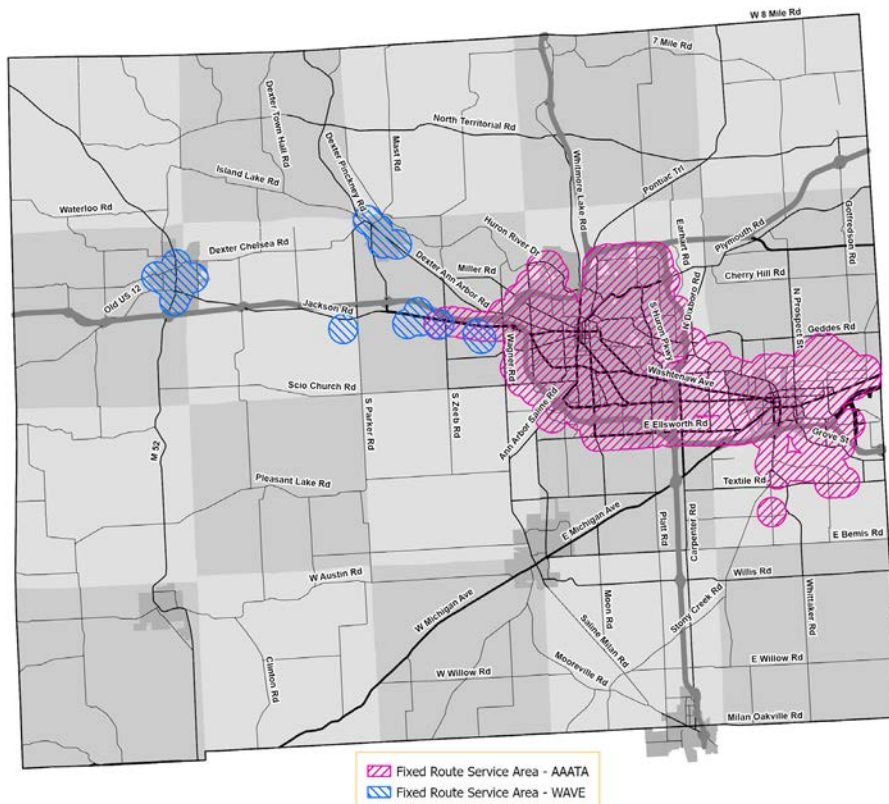 W 8 Mile Rd
7 Mile Rd
Dexter Town Hall Rd
Dexter Pinckney Rd
Mast Rd
North Territorial Rd
Whitmore Lake Rd
Pontiac Trl
Island Lake Rd
Waterloo Rd
Huron River Dr
Earhart Rd
Plymouth Rd
Gotfredson Rd
Dexter Chelsea Rd
Dexter Ann Arbor Rd
Miller Rd
Cherry Hill Rd
Old US 12
Jackson Rd
N Dixboro Rd
N Prospect St
S Huron Pkwy
Geddes Rd
Wagner Rd
Washtenaw Ave
Scio Church Rd
S Parker Rd
S Zeeb Rd
Ann Arbor Saline Rd
E Ellsworth Rd
Grove St
M 52
Pleasant Lake Rd
Textile Rd
E Michigan Ave
Platt Rd
Carpenter Rd
E Bemis Rd
W Austin Rd
Willis Rd
W Michigan Ave
Moon Rd
Stony Creek Rd
Whittaker Rd
Saline Milan Rd
Clinton Rd
W Willow Rd
Mooreville Rd
E Willow Rd
Milan Oakville Rd
Fixed Route Service Area - AAATA
Fixed Route Service Area - WAVE